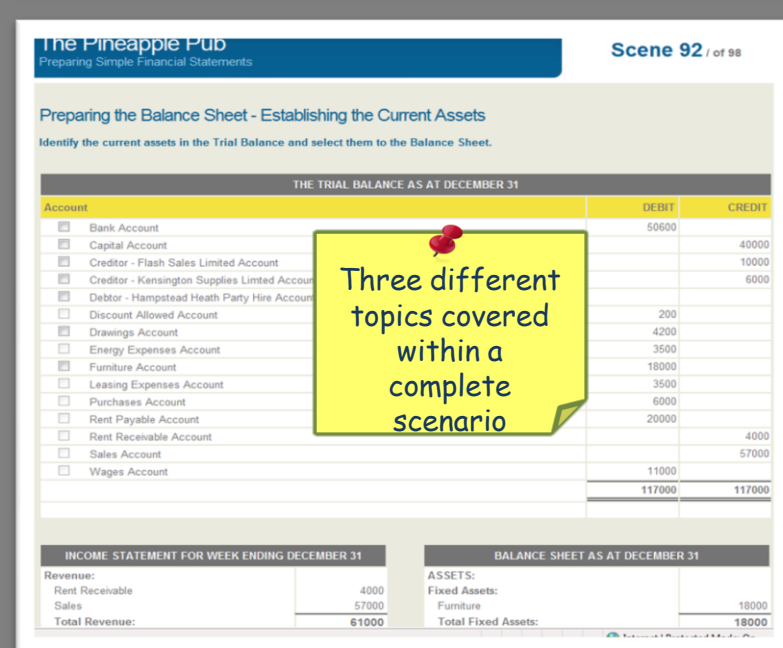 The Pineapple Pub
Preparing Simple Financial Statements
Scene 92 / of 98
Preparing the Balance Sheet - Establishing the Current Assets
Identify the current assets in the Trial Balance and select them to the Balance Sheet.
THE TRIAL BALANCE AS AT DECEMBER 31
Account DEBIT CREDIT
Bank Account 50600
Capital Account 40000
Creditor - Flash Sales Limited Account 10000
Creditor - Kensington Supplies Limted Accoun 6000
Debtor - Hampstead Heath Party Hire Account
Discount Allowed Account 200
Drawings Account 4200
Energy Expenses Account 3500
Furniture Account 18000
Leasing Expenses Account 3500
Purchases Account 6000
Rent Payable Account 20000
Rent Receivable Account 4000
Sales Account 57000
Wages Account 11000
117000 117000
Three different
topics covered
within a
complete
scenario
INCOME STATEMENT FOR WEEK ENDING DECEMBER 31
Revenue:
Rent Receivable 4000
Sales 57000
Total Revenue: 61000
BALANCE SHEET AS AT DECEMBER 31
ASSETS:
Fixed Assets:
Furniture 18000
Total Fixed Assets: 18000